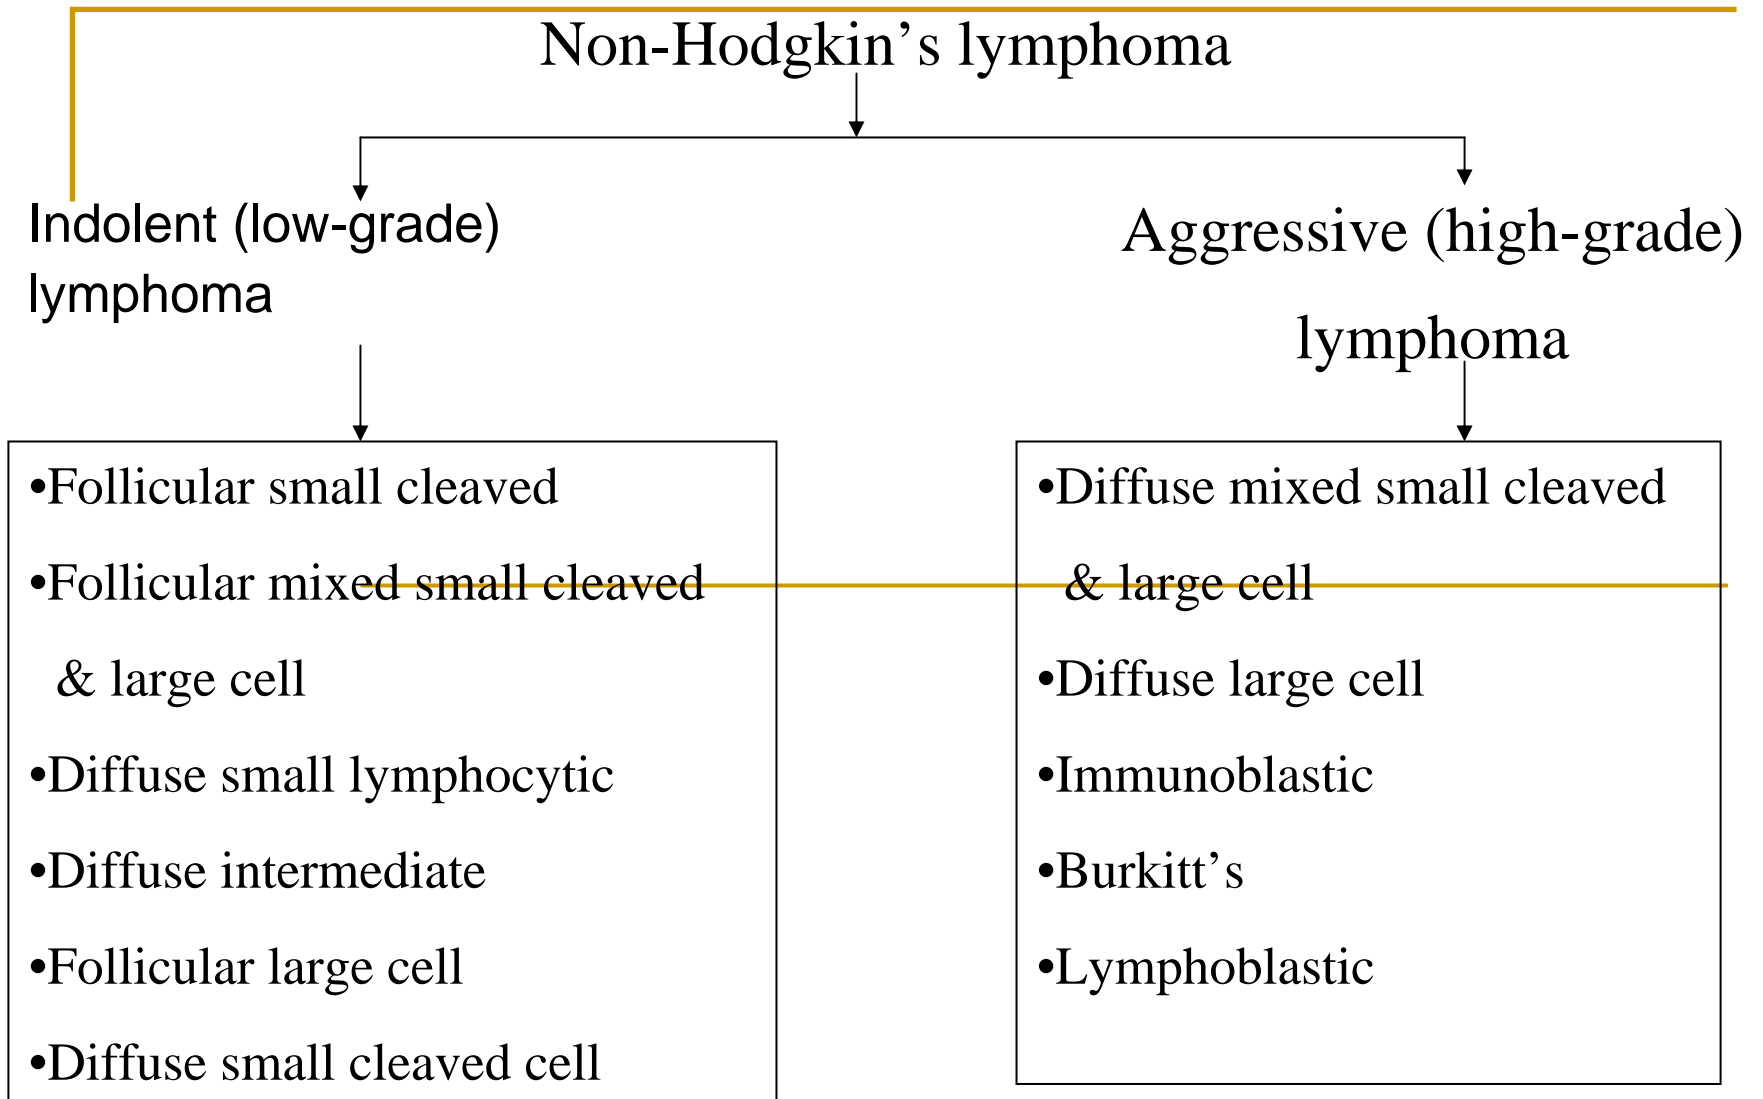 Non-Hodgkin’s lymphoma
Indolent (low-grade)
lymphoma
Aggressive (high-grade)
lymphoma
•Follicular small cleaved
•Follicular mixed small cleaved
& large cell
•Diffuse small lymphocytic
•Diffuse intermediate
•Follicular large cell
•Diffuse small cleaved cell
•Diffuse mixed small cleaved
& large cell
•Diffuse large cell
•Immunoblastic
•Burkitt’s
•Lymphoblastic